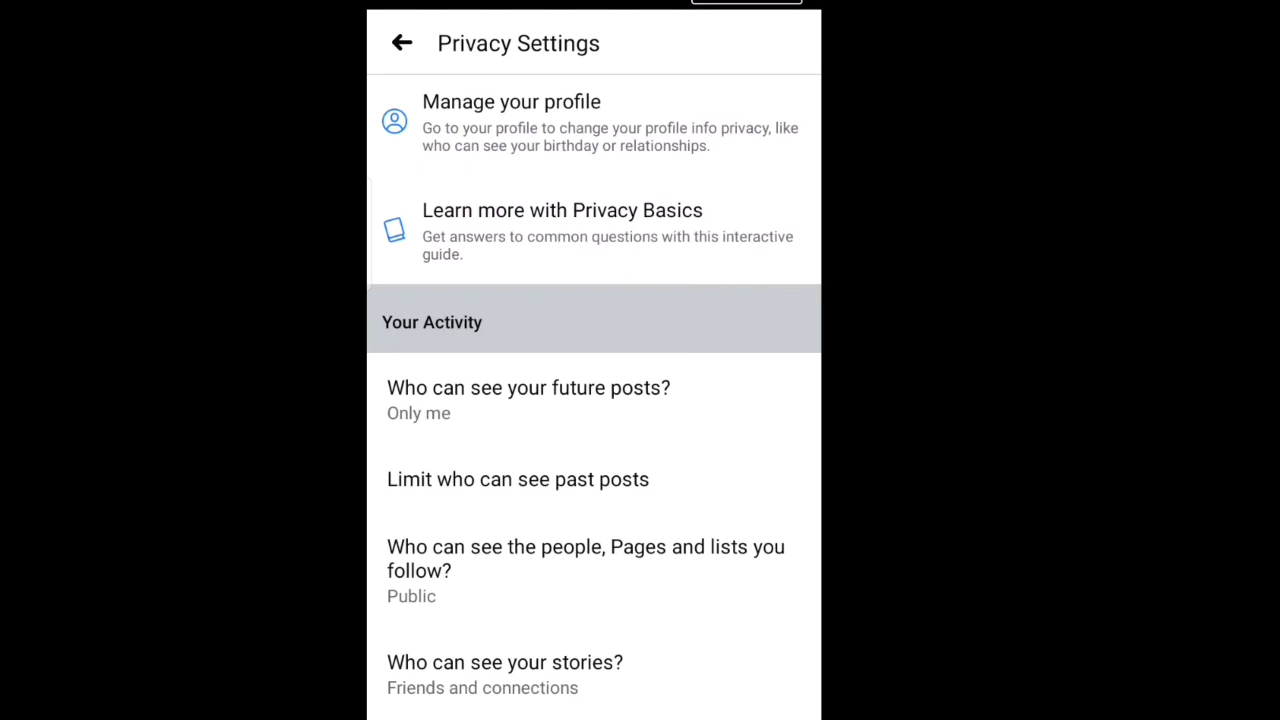 Privacy Settings
Manage your profile
Go to your profile to change your profile info privacy, like
who can see your birthday or relationships.
Learn more with Privacy Basics
Get answers to common questions with this interactive
guide.
Your Activity
Who can see your future posts?
Only me
Limit who can see past posts
Who can see the people, Pages and lists you
follow?
Public
Who can see your stories?
Friends and connections